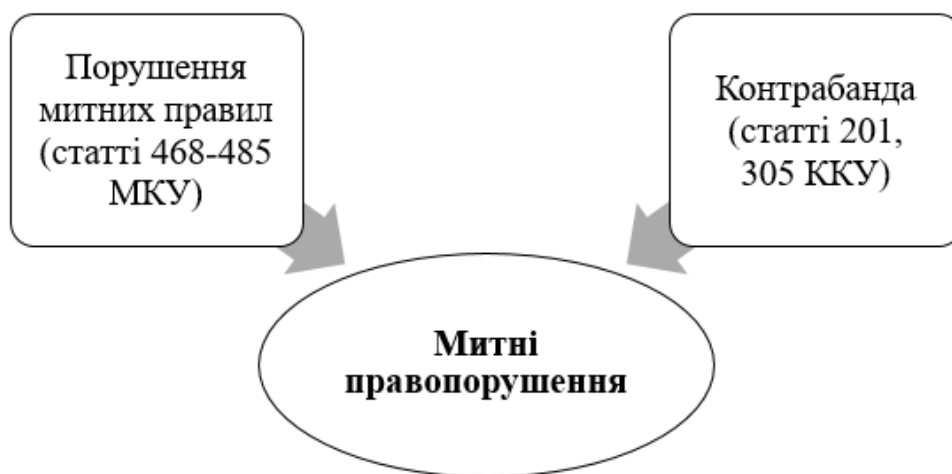 Порушення
митних правил
(статті 468-485
МКУ)
Контрабанда
(статті 201,
305 ККУ)
Митні
правопорушення